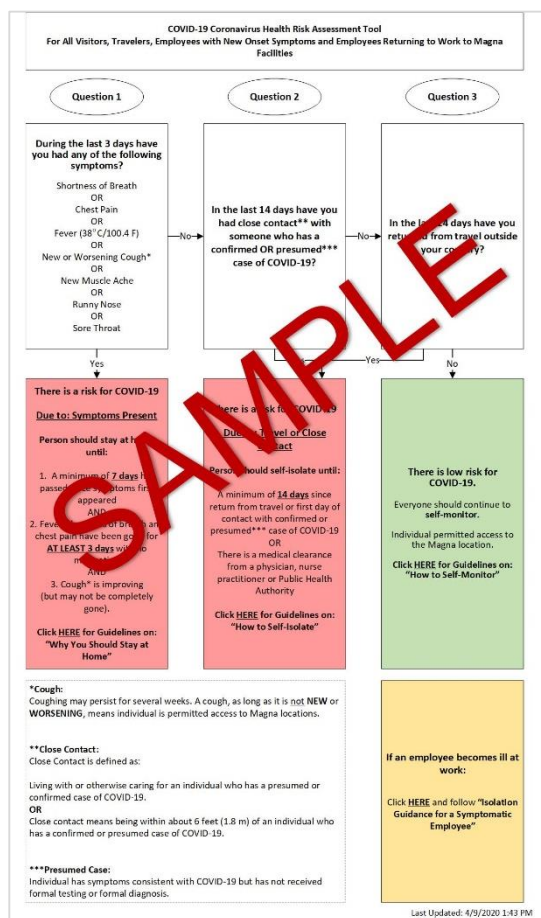 COVID-19 Coronavirus Health Risk Assessment Tool
For All Visitors, Travelers, Employees with New Onset Symptoms and Employees Returning to Work to Magna
Facilities
Question 1
Question 2
Question 3
During the last 3 days have
you had any of the following
symptoms?
Shortness of Breath
OR
Chest Pain
OR
Fever (38°C/100.4 F)
OR
New or Worsening Cough*
OR
New Muscle Ache
OR
Runny Nose
OR
Sore Throat
No
In the last 14 days have you
had close contact** with
someone who has a
confirmed OR presumed***
case of COVID-19?
No
In the last 14 days have
you returned from travel outside
your country?
Yes
Yes
No
SAMPLE
There is a risk for COVID-19
Due to: Symptoms Present
Person should stay at
until:
1. A minimum of 7 days
passed symptoms first
appeared
AND
2. Fever of breath and
chest pain have been gone for
AT LEAST 3 days
AND
3. Cough* is improving
(but may not be completely
gone).
Click HERE for Guidelines on:
"Why You Should Stay at
Home"
There is a risk for COVID-19
Due Travel or Close
Contact
Person should self-isolate until:
A minimum of 14 days since
return from travel or first day of
contact with confirmed or
presumed*** case of COVID-19
OR
There is a medical clearance
from a physician, nurse
practitioner or Public Health
Authority
Click HERE for Guidelines on:
"How to Self-Isolate"
There is low risk for
COVID-19.
Everyone should continue to
self-monitor.
Individual permitted access to
the Magna location.
Click HERE for Guidelines on:
"How to Self-Monitor"
*Cough:
Coughing may persist for several weeks. A cough, as long as it is not NEW or
WORSENING, means individual is permitted access to Magna locations.
**Close Contact:
Close Contact is defined as:
Living with or otherwise caring for an individual who has a presumed or
confirmed case of COVID-19.
OR
Close contact means being within about 6 feet (1.8 m) of an individual who
has a confirmed or presumed case of COVID-19.
***Presumed Case:
Individual has symptoms consistent with COVID-19 but has not received
formal testing or formal diagnosis.
If an employee becomes ill at
work:
Click HERE and follow "Isolation
Guidance for a Symptomatic
Employee"
Last Updated: 4/9/2020 1:43 PM